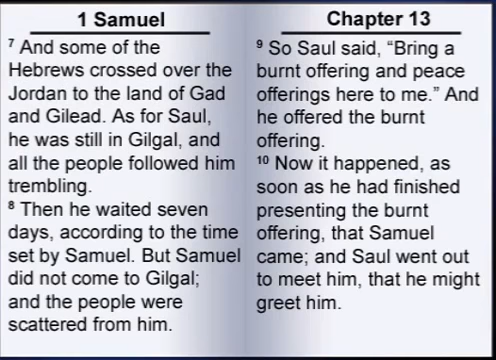 1 Samuel
⁷ And some of the
Hebrews crossed over the
Jordan to the land of Gad
and Gilead. As for Saul,
he was still in Gilgal, and
all the people followed him
trembling.
⁸ Then he waited seven
days, according to the time
set by Samuel. But Samuel
did not come to Gilgal;
and the people were
scattered from him.
Chapter 13
⁹ So Saul said, “Bring a
burnt offering and peace
offerings here to me.” And
he offered the burnt
offering.
¹⁰ Now it happened, as
soon as he had finished
presenting the burnt
offering, that Samuel
came; and Saul went out
to meet him, that he might
greet him.